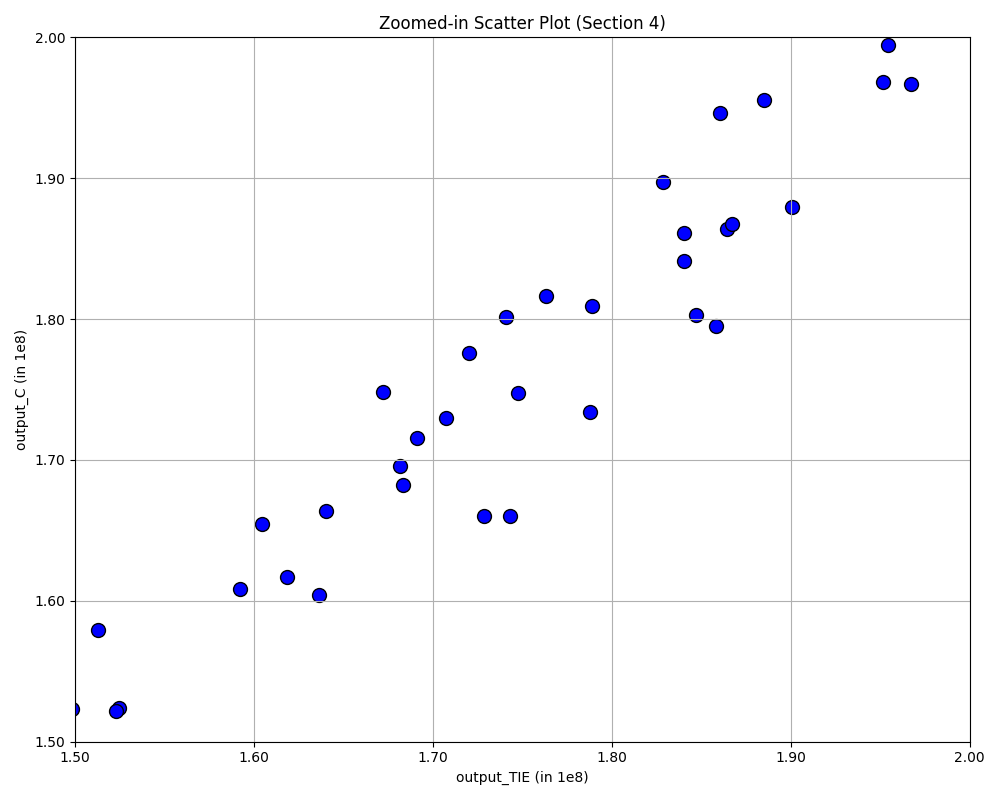 Zoomed-in Scatter Plot (Section 4)
2.00
1.90
1.80
1.70
1.60
1.50
output_C (in 1e8)
1.50 1.60 1.70 1.80 1.90 2.00
output_TIE (in 1e8)